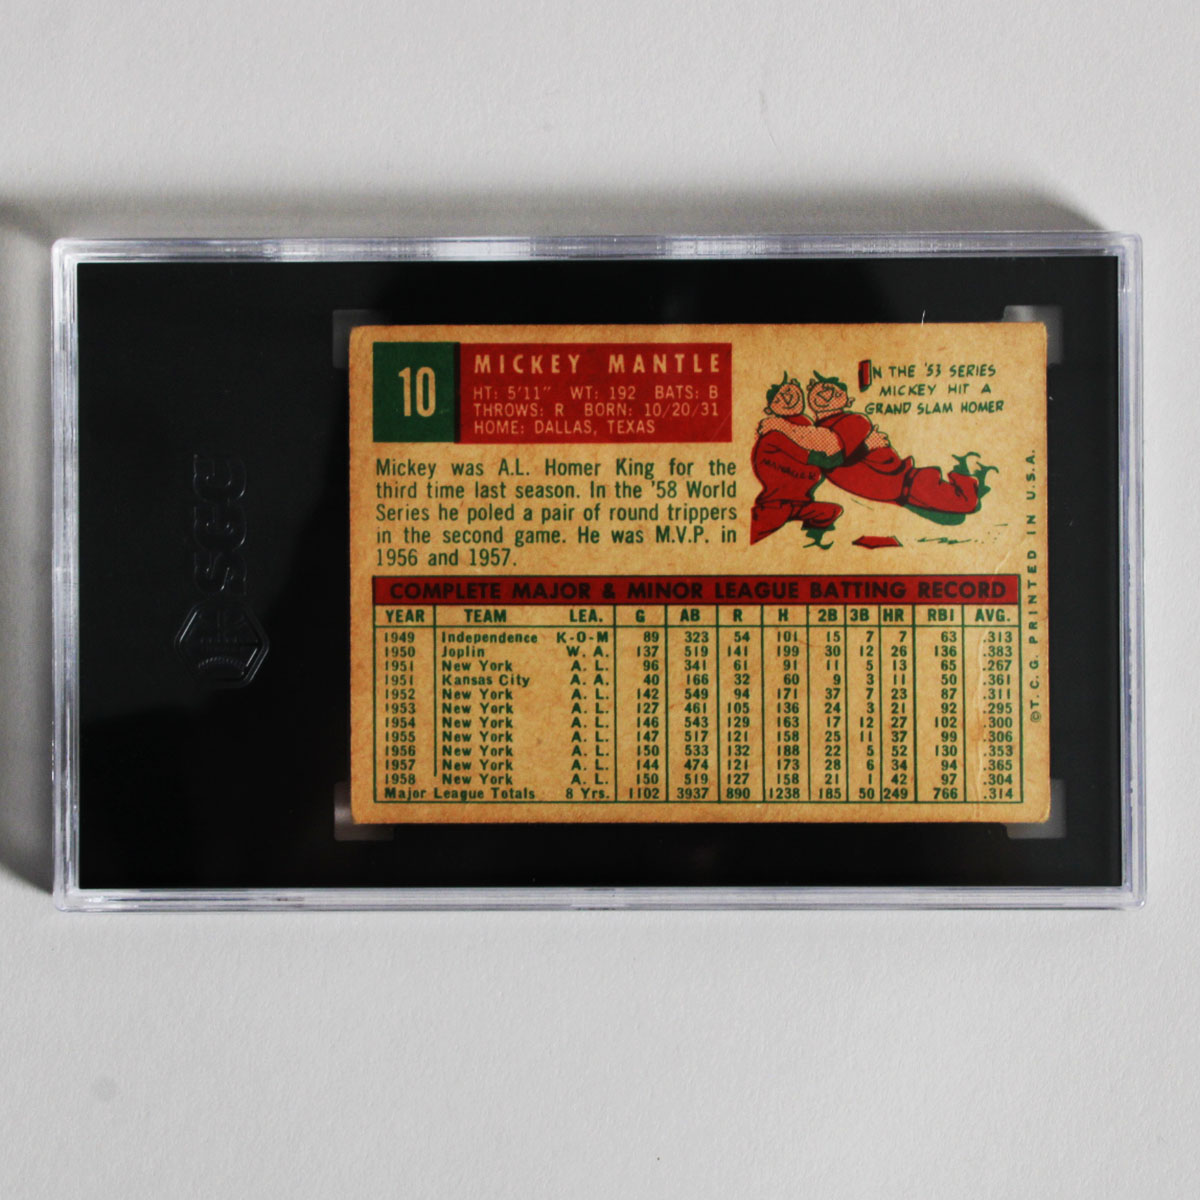 10
MICKEY MANTLE
HT: 5'11" WT: 192 BATS: B
THROWS: R BORN: 10/20/31
HOME: DALLAS, TEXAS
IN THE '53 SERIES
MICKEY HIT A
GRAND SLAM HOMER
MANAGER
Mickey was A.L. Homer King for the
third time last season. In the '58 World
Series he poled a pair of round trippers
in the second game. He was M.V.P. in
1956 and 1957.
COMPLETE MAJOR & MINOR LEAGUE BATTING RECORD
YEAR TEAM LEA. G AB R H 2B 3B HR RBI AVG.
1949 Independence K-O-M 89 323 54 101 15 7 7 63 .313
1950 Joplin W. A. 137 519 141 199 30 12 26 136 .383
1951 New York A. L. 96 341 61 91 11 5 13 65 .267
1951 Kansas City A. A. 40 166 32 60 9 3 11 50 .361
1952 New York A. L. 142 549 94 171 37 7 23 87 .311
1953 New York A. L. 127 461 105 136 24 3 21 92 .295
1954 New York A. L. 146 543 129 163 17 12 27 102 .300
1955 New York A. L. 147 517 121 158 25 11 37 99 .306
1956 New York A. L. 150 533 132 188 22 5 52 130 .353
1957 New York A. L. 144 474 121 173 28 6 34 94 .365
1958 New York A. L. 150 519 127 158 21 1 42 97 .304
Major League Totals 8 Yrs. 1102 3937 890 1238 185 50 249 766 .314
©T. C. G. PRINTED IN U.S.A.
SGC